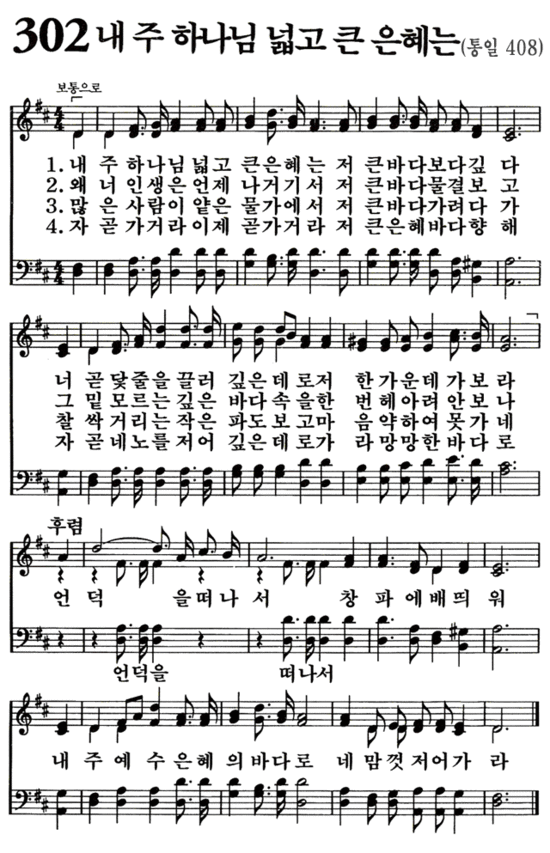 302 내 주 하나님 넓고 큰 은혜는(통일 408)
보통으로
1. 내 주 하나님 넓고 큰은혜는 저 큰바다보다깊 다
2. 왜 너 인생은 언제 나거기서 저 큰바다물결보 고
3. 많 은 사람이 얕은 물가에서 저 큰바다가려다 가
4. 자 곧 가거라이제 곧가거라 저 큰은혜바다향 해
너 곧 닻줄을끌러 깊은데로저 한가운데 가보 라
그 밑 모르는깊은 바다속을한 번헤아려 안보 나
찰 싹 거리는작은 파도보고마 음약하여 못가 네
자 곧 네노를저어 깊은데로가 라망망한 바다 로
후렴
언 덕 을떠나 서 창 파에배 띄 워
언덕을 떠나서
내 주 예 수 은혜 의바다로 네 맘 껏 저어가 라